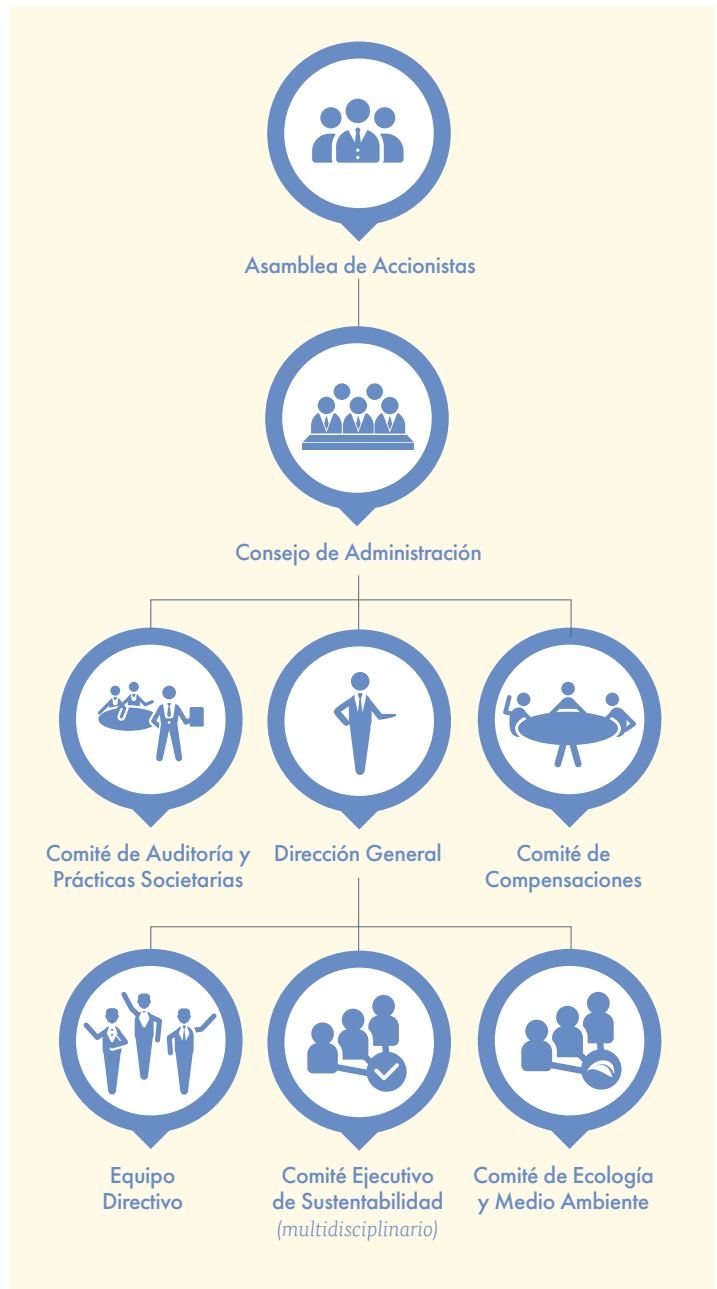 Asamblea de Accionistas
Consejo de Administración
Comité de Auditoría y
Prácticas Societarias
Dirección General
Comité de
Compensaciones
Equipo
Directivo
Comité Ejecutivo
de Sustentabilidad
(multidisciplinario)
Comité de Ecología
y Medio Ambiente